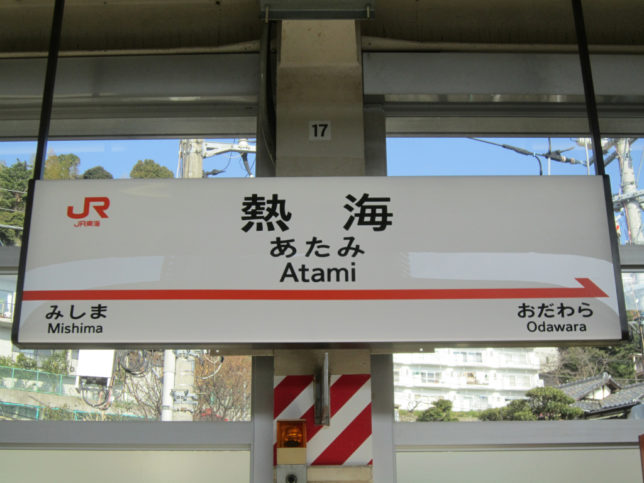 17
JR
JR東海
熱海
あたみ
Atami
みしま
Mishima
おだわら
Odawara